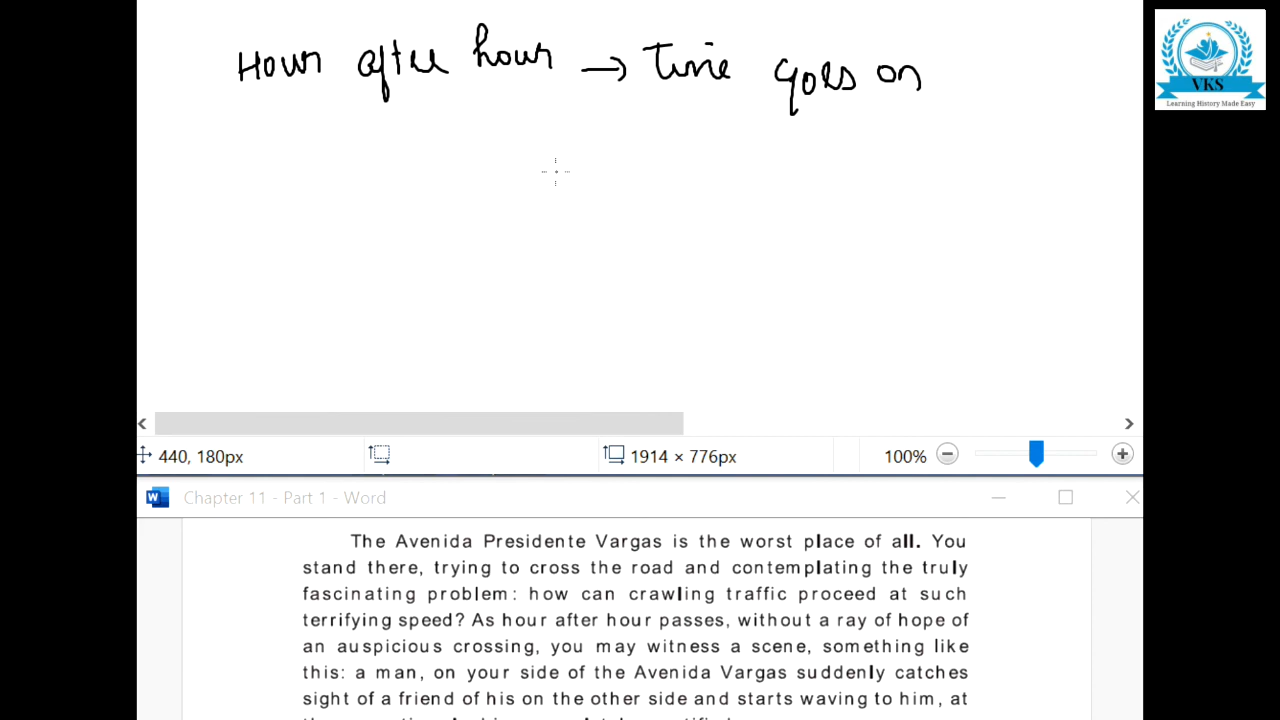 Hour after hour → Time goes on
VKS
Learning History Made Easy
440, 180px
1914 × 776px
100%
Chapter 11 - Part 1 - Word
The Avenida Presidente Vargas is the worst place of all. You
stand there, trying to cross the road and contemplating the truly
fascinating problem: how can crawling traffic proceed at such
terrifying speed? As hour after hour passes, without a ray of hope of
an auspicious crossing, you may witness a scene, something like
this: a man, on your side of the Avenida Vargas suddenly catches
sight of a friend of his on the other side and starts waving to him, at